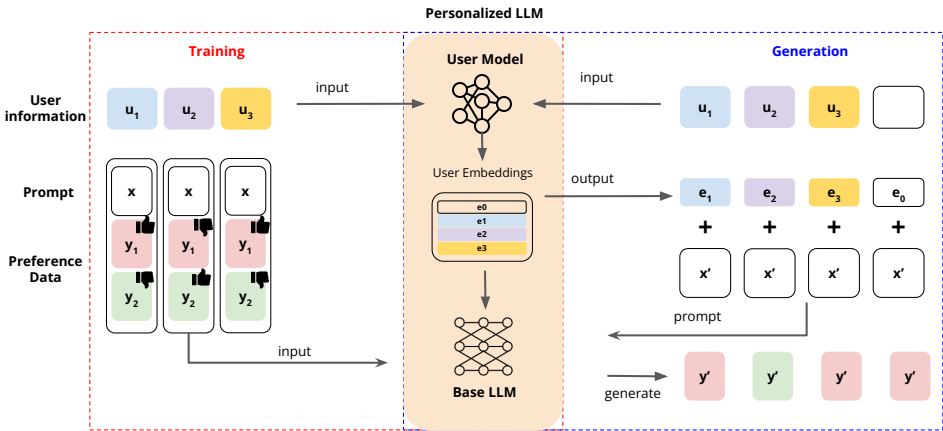 Personalized LLM
Training
User Model
Generation
User
information
u1
u2
u3
input
input
u1
u2
u3
User Embeddings
output
Prompt
x
x
x
e0
e1
e2
e3
e1
e2
e3
e0
+
+
+
+
Preference
Data
y1
y1
y1
y2
y2
y2
x’
x’
x’
x’
prompt
input
Base LLM
generate
y’
y’
y’
y’